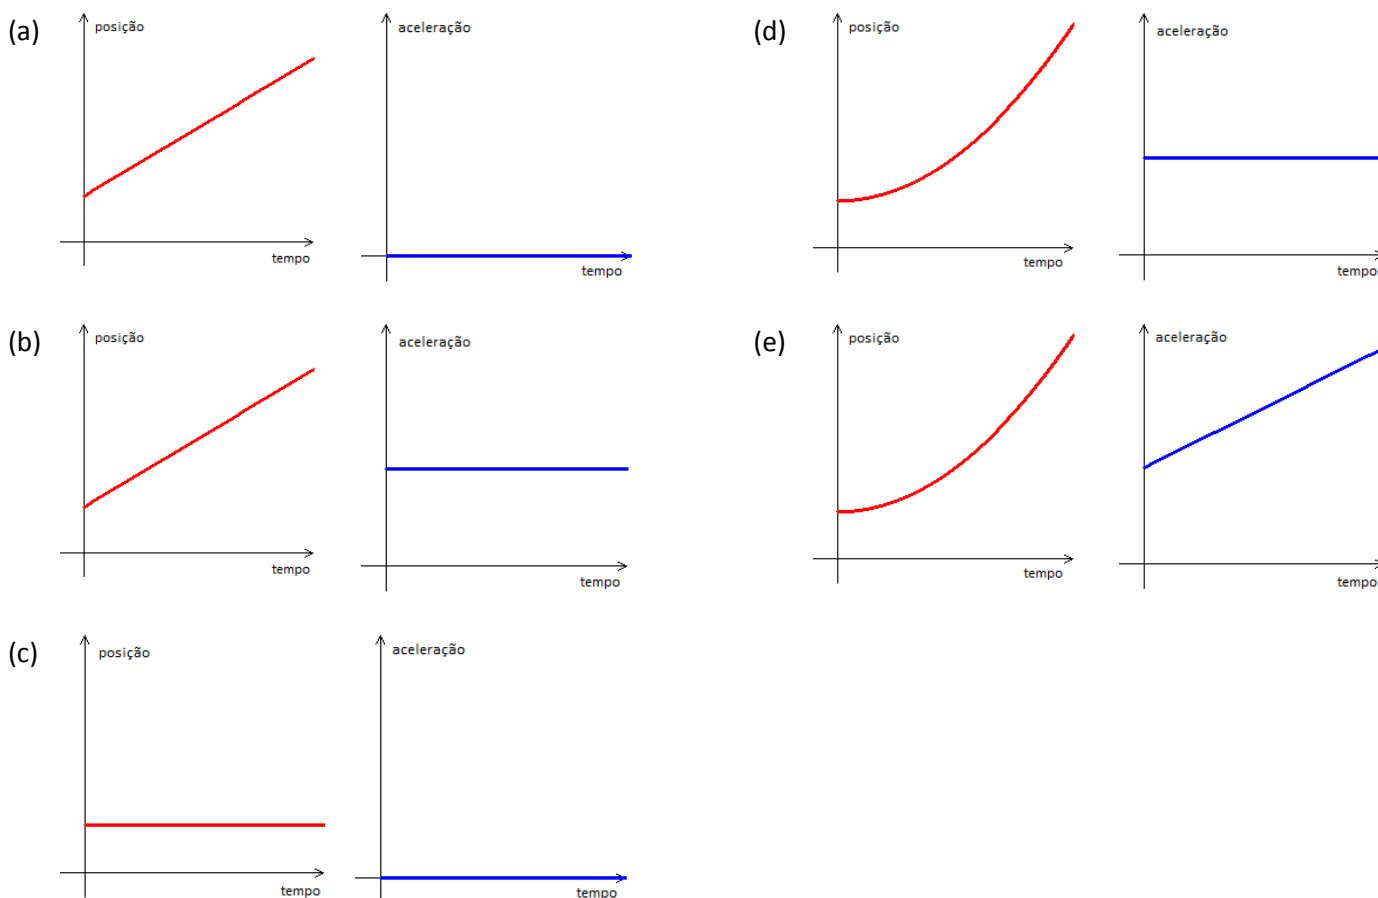 (a)
posição
tempo
aceleração
tempo
(b)
posição
tempo
aceleração
tempo
(c)
posição
tempo
aceleração
tempo
(d)
posição
tempo
aceleração
tempo
(e)
posição
tempo
aceleração
tempo